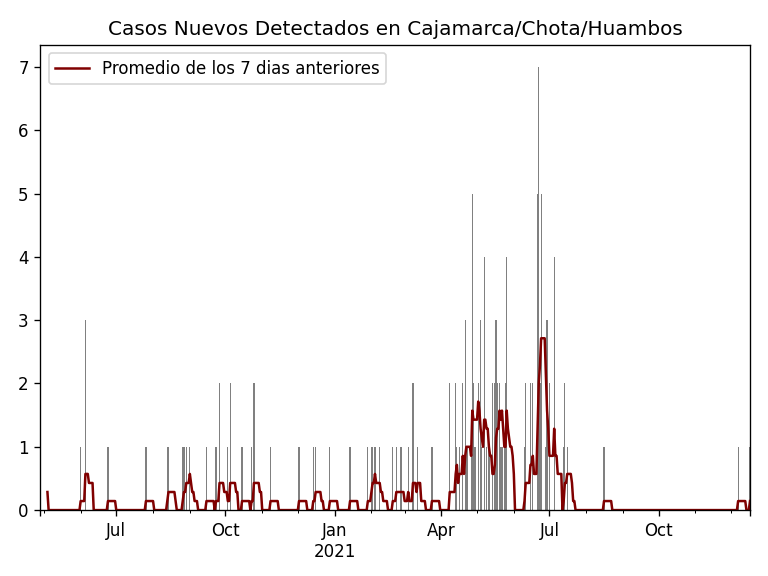 Casos Nuevos Detectados en Cajamarca/Chota/Huambos
Promedio de los 7 dias anteriores
7
6
5
4
3
2
1
0
Jul
Oct
Jan
2021
Apr
Jul
Oct